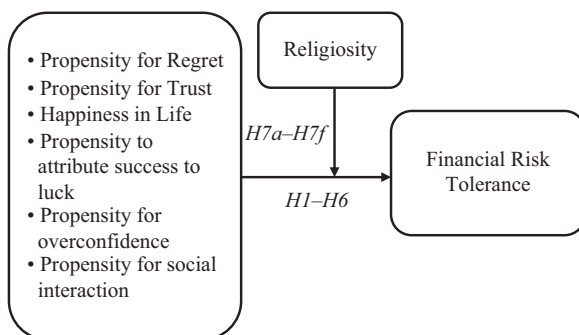 • Propensity for Regret
• Propensity for Trust
• Happiness in Life
• Propensity to
attribute success to
luck
• Propensity for
overconfidence
• Propensity for social
interaction
Religiosity
H7a–H7f
H1–H6
Financial Risk
Tolerance